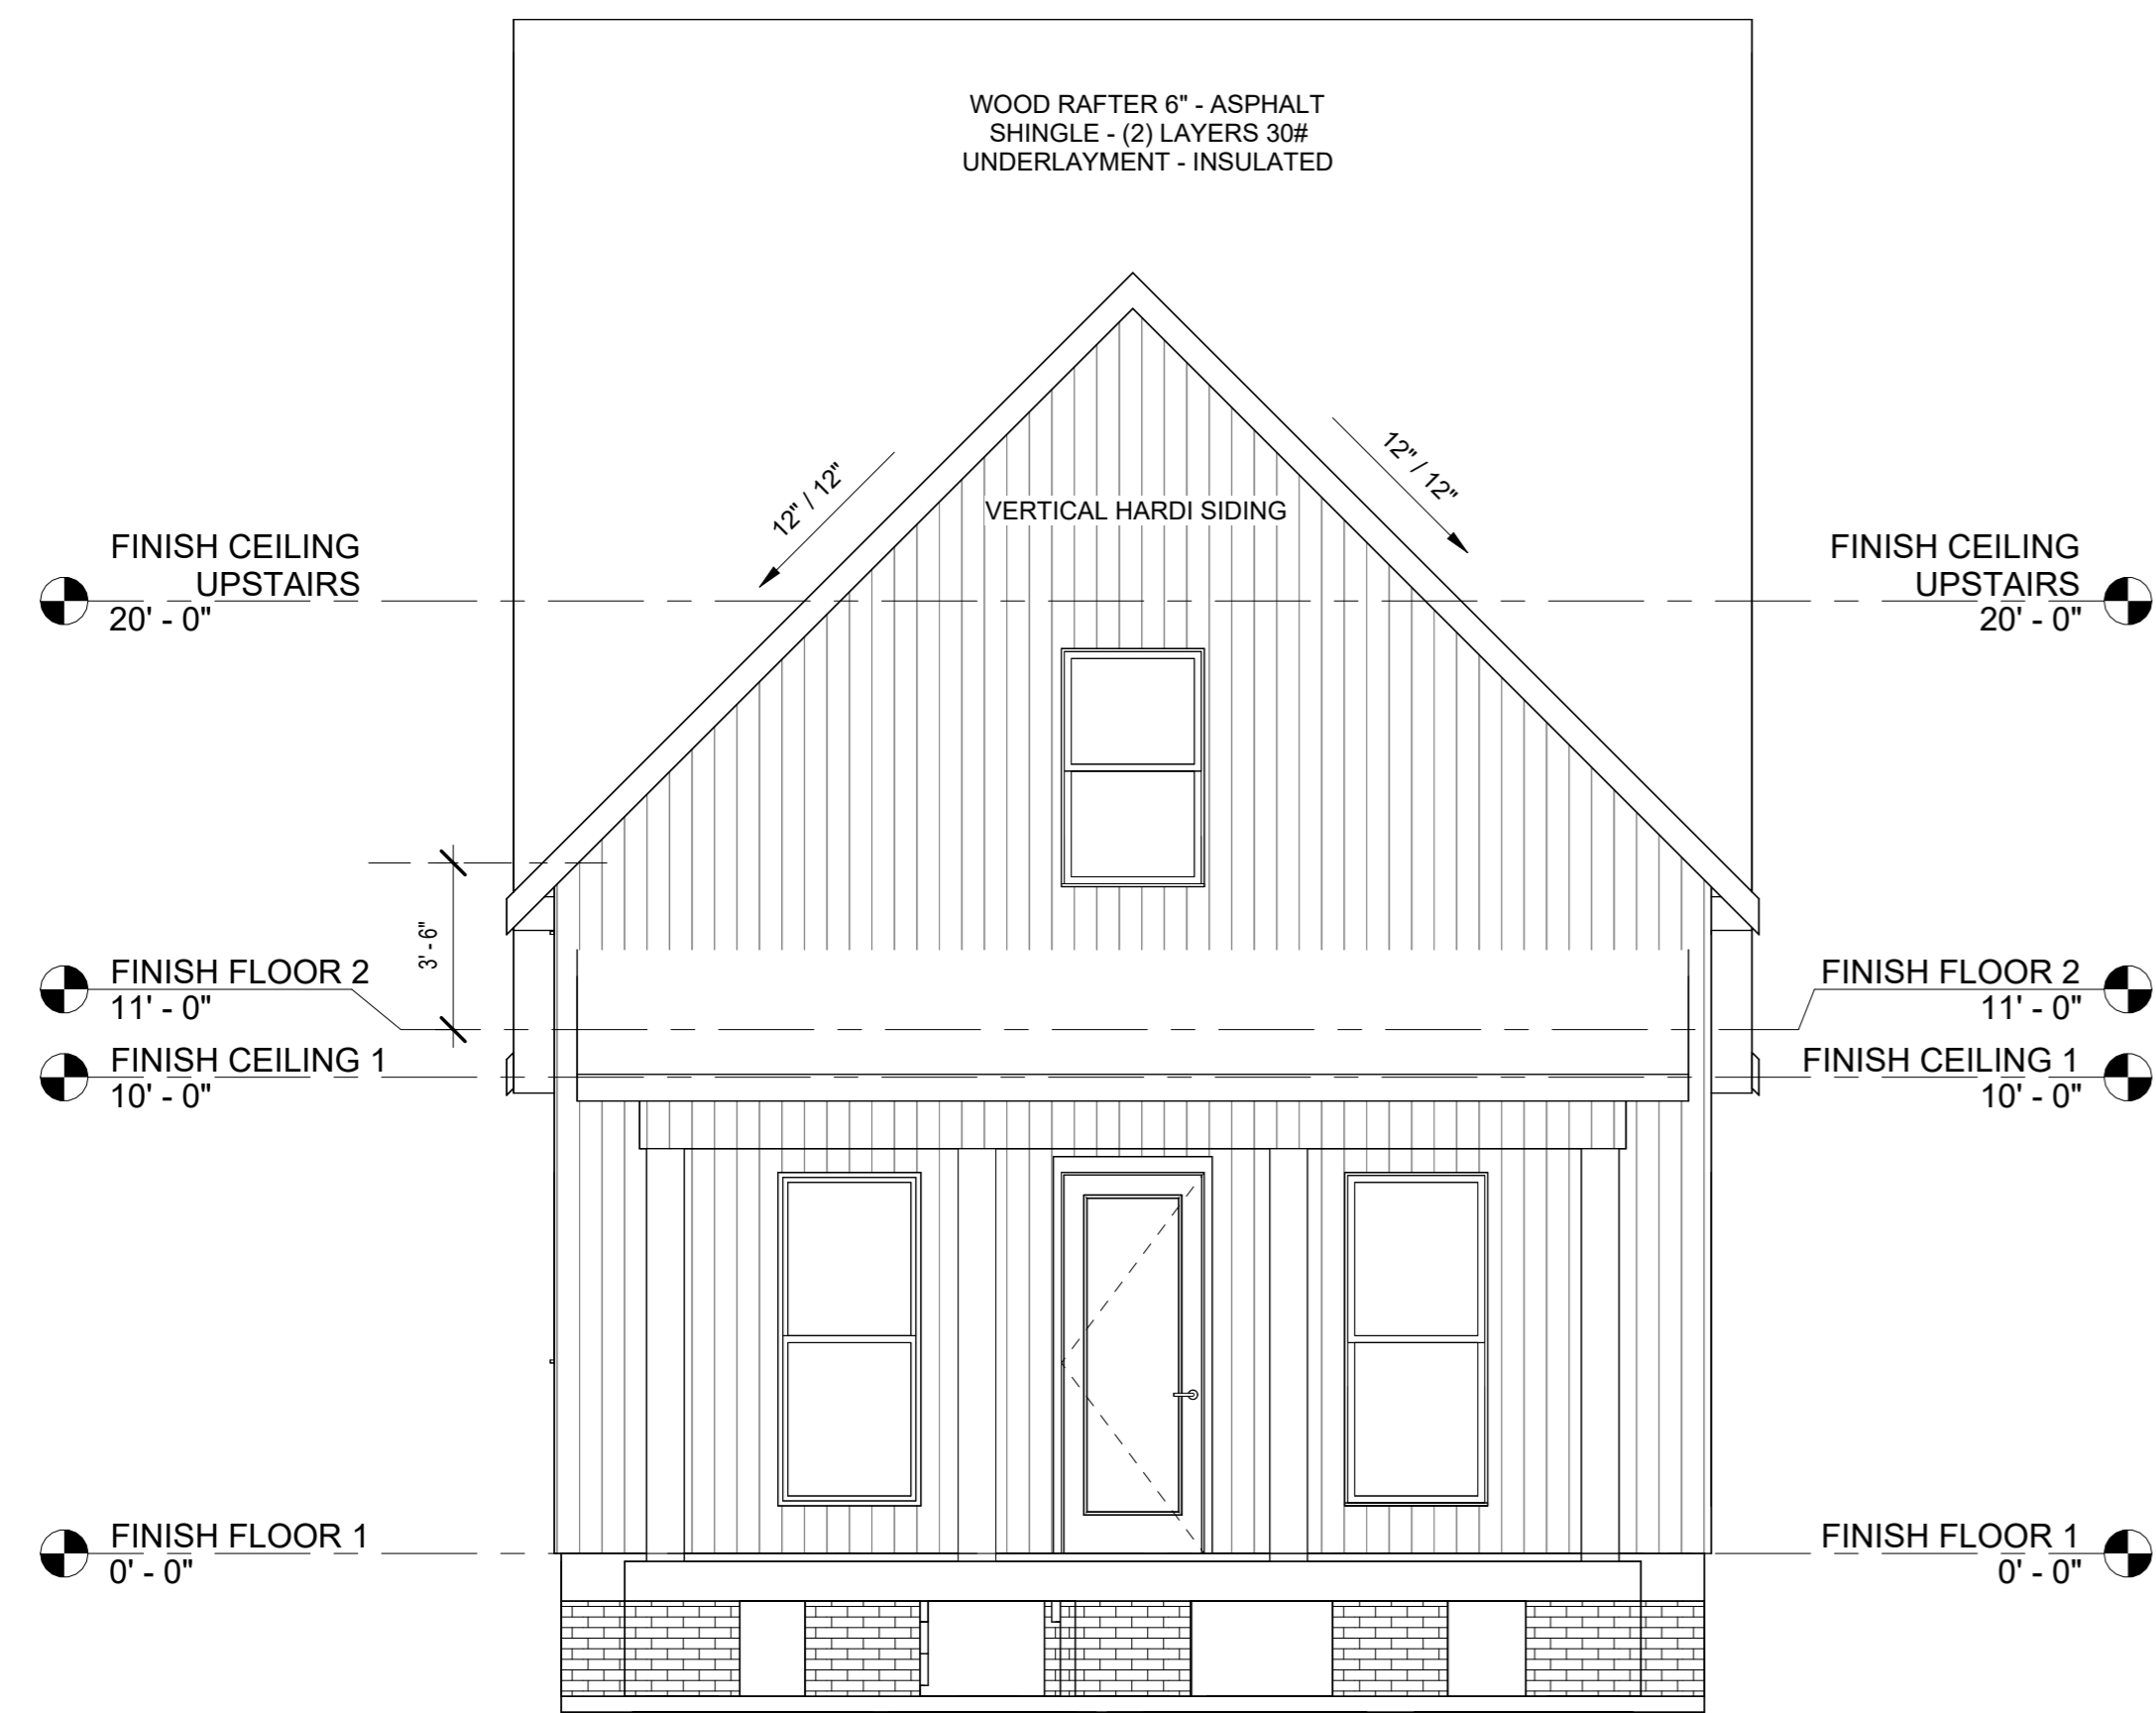 WOOD RAFTER 6" - ASPHALT
SHINGLE - (2) LAYERS 30#
UNDERLAYMENT - INSULATED
12" / 12"
12" / 12"
VERTICAL HARDI SIDING
FINISH CEILING
UPSTAIRS
20' - 0"
FINISH CEILING
UPSTAIRS
20' - 0"
3' - 6"
FINISH FLOOR 2
11' - 0"
FINISH FLOOR 2
11' - 0"
FINISH CEILING 1
10' - 0"
FINISH CEILING 1
10' - 0"
FINISH FLOOR 1
0' - 0"
FINISH FLOOR 1
0' - 0"